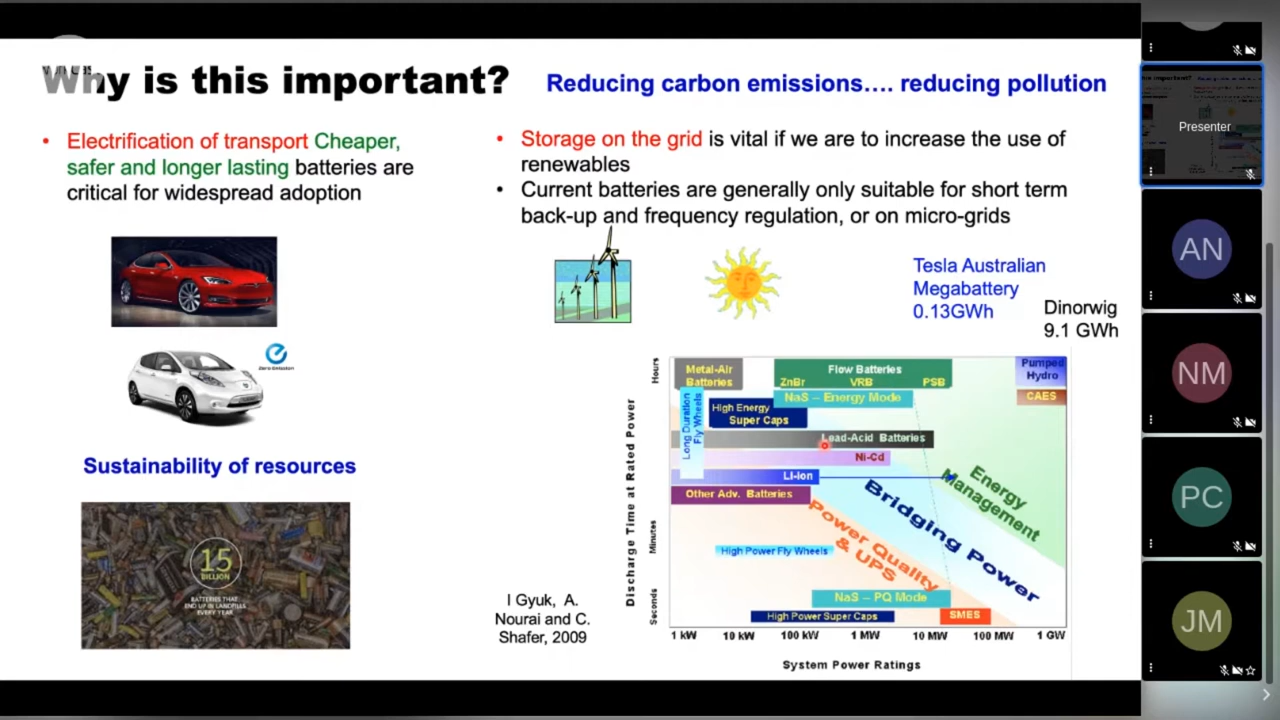 Why is this important?
Reducing carbon emissions…. reducing pollution
• Electrification of transport Cheaper,
safer and longer lasting batteries are
critical for widespread adoption
• Storage on the grid is vital if we are to increase the use of
renewables
• Current batteries are generally only suitable for short term
back-up and frequency regulation, or on micro-grids
Zero Emission
Tesla Australian
Megabattery
0.13GWh
Dinorwig
9.1 GWh
Sustainability of resources
15
BILLION
BATTERIES THAT
END UP IN LANDFILLS
EVERY YEAR
I Gyuk, A.
Nourai and C.
Shafer, 2009
Discharge Time at Rated Power
Hours
Minutes
Seconds
Metal-Air
Batteries
Flow Batteries
ZnBr VRB PSB
Pumped
Hydro
NaS – Energy Mode
CAES
Long Duration
Fly Wheels
High Energy
Super Caps
Lead-Acid Batteries
Ni-Cd
Li-Ion
Other Adv. Batteries
Energy
Management
Bridging Power
Power Quality
& UPS
High Power Fly Wheels
NaS – PQ Mode
High Power Super Caps
SMES
1 kW 10 kW 100 kW 1 MW 10 MW 100 MW 1 GW
System Power Ratings
Presenter
AN
NM
PC
JM